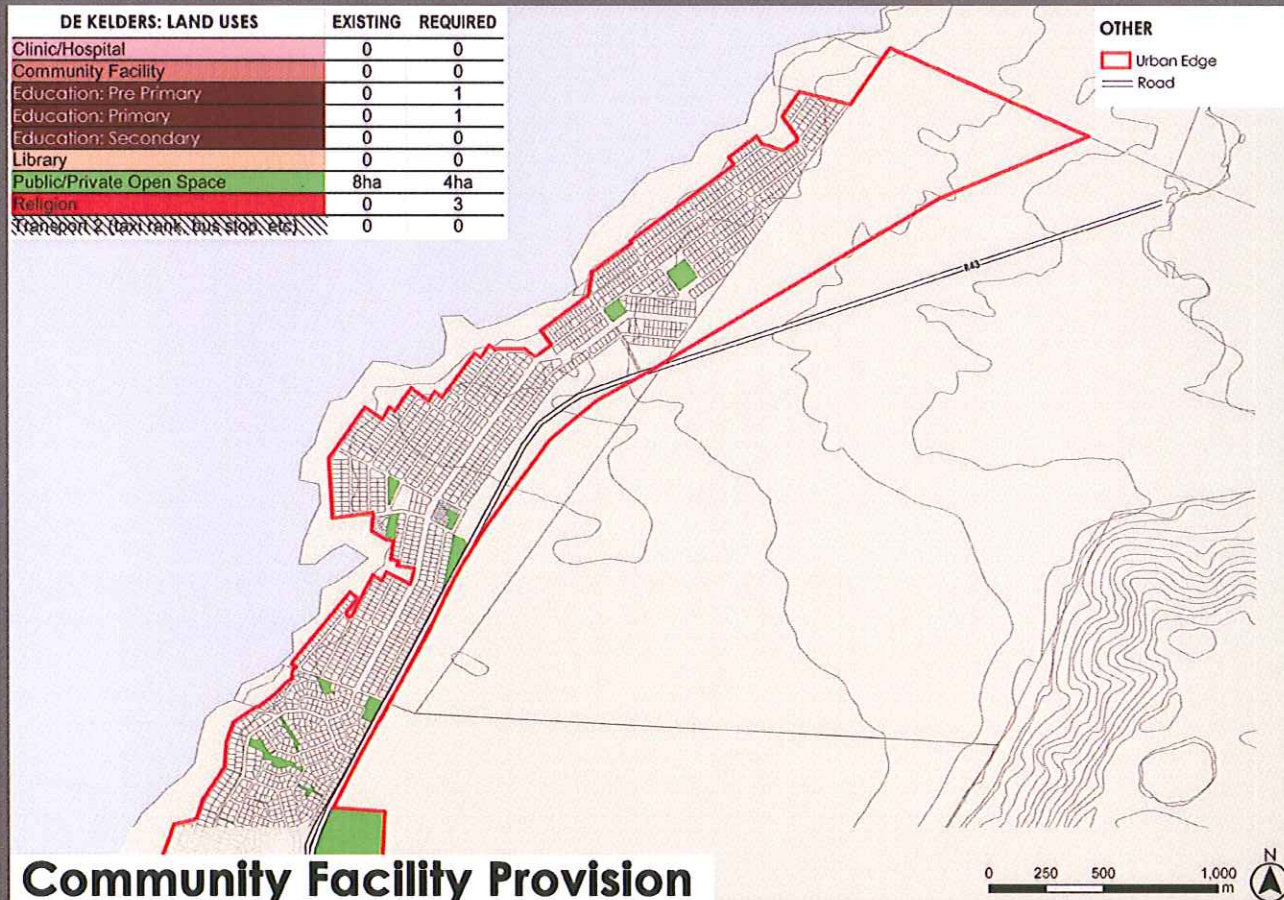 DE KELDERS: LAND USES EXISTING REQUIRED
Clinic/Hospital 0 0
Community Facility 0 0
Education: Pre Primary 0 1
Education: Primary 0 1
Education: Secondary 0 0
Library 0 0
Public/Private Open Space 8ha 4ha
Religion 0 3
Transport 2 (taxi rank, bus stop, etc) 0 0
OTHER
Urban Edge
Road
R43
Community Facility Provision
0 250 500 1,000
m
N